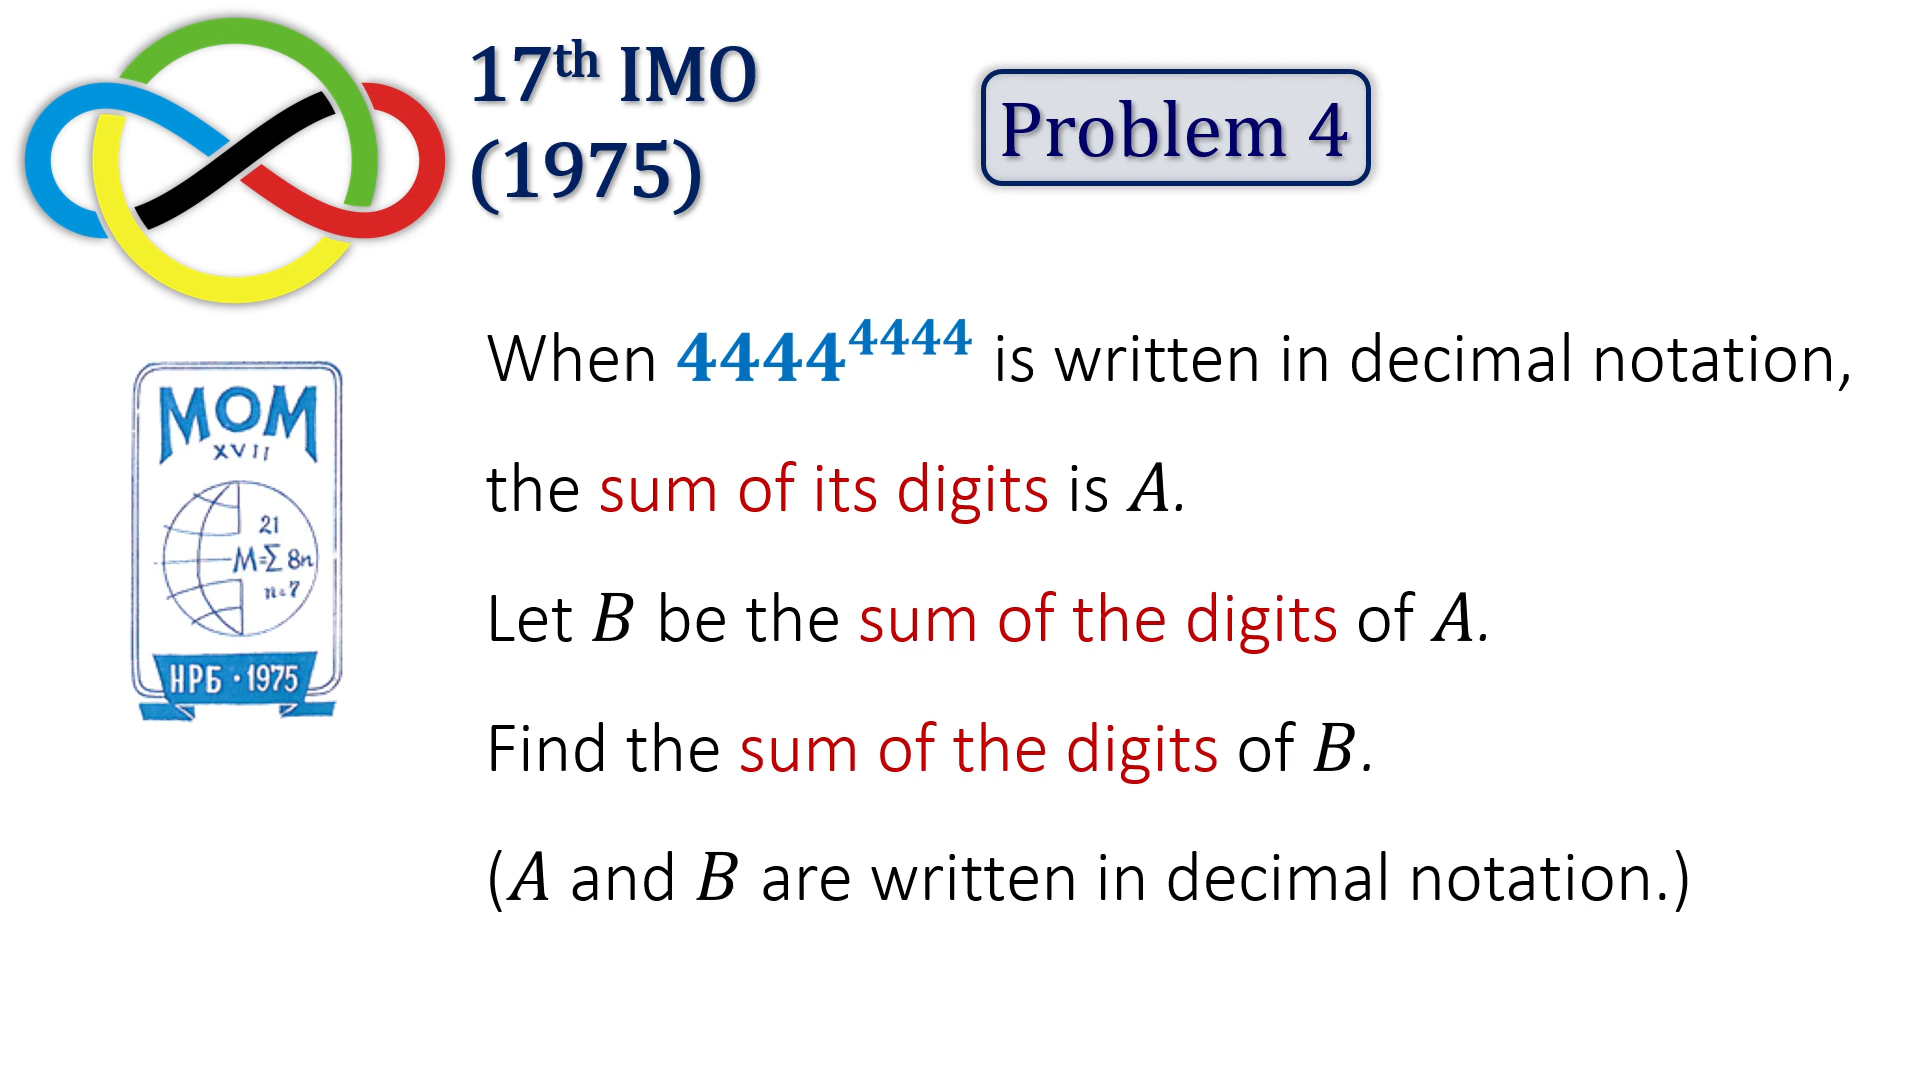 17th IMO
(1975)
Problem 4
When 4444^4444 is written in decimal notation,
the sum of its digits is A.
Let B be the sum of the digits of A.
Find the sum of the digits of B.
(A and B are written in decimal notation.)
МОМ
XVII
21
M=Σ 8n
n=7
НРБ · 1975